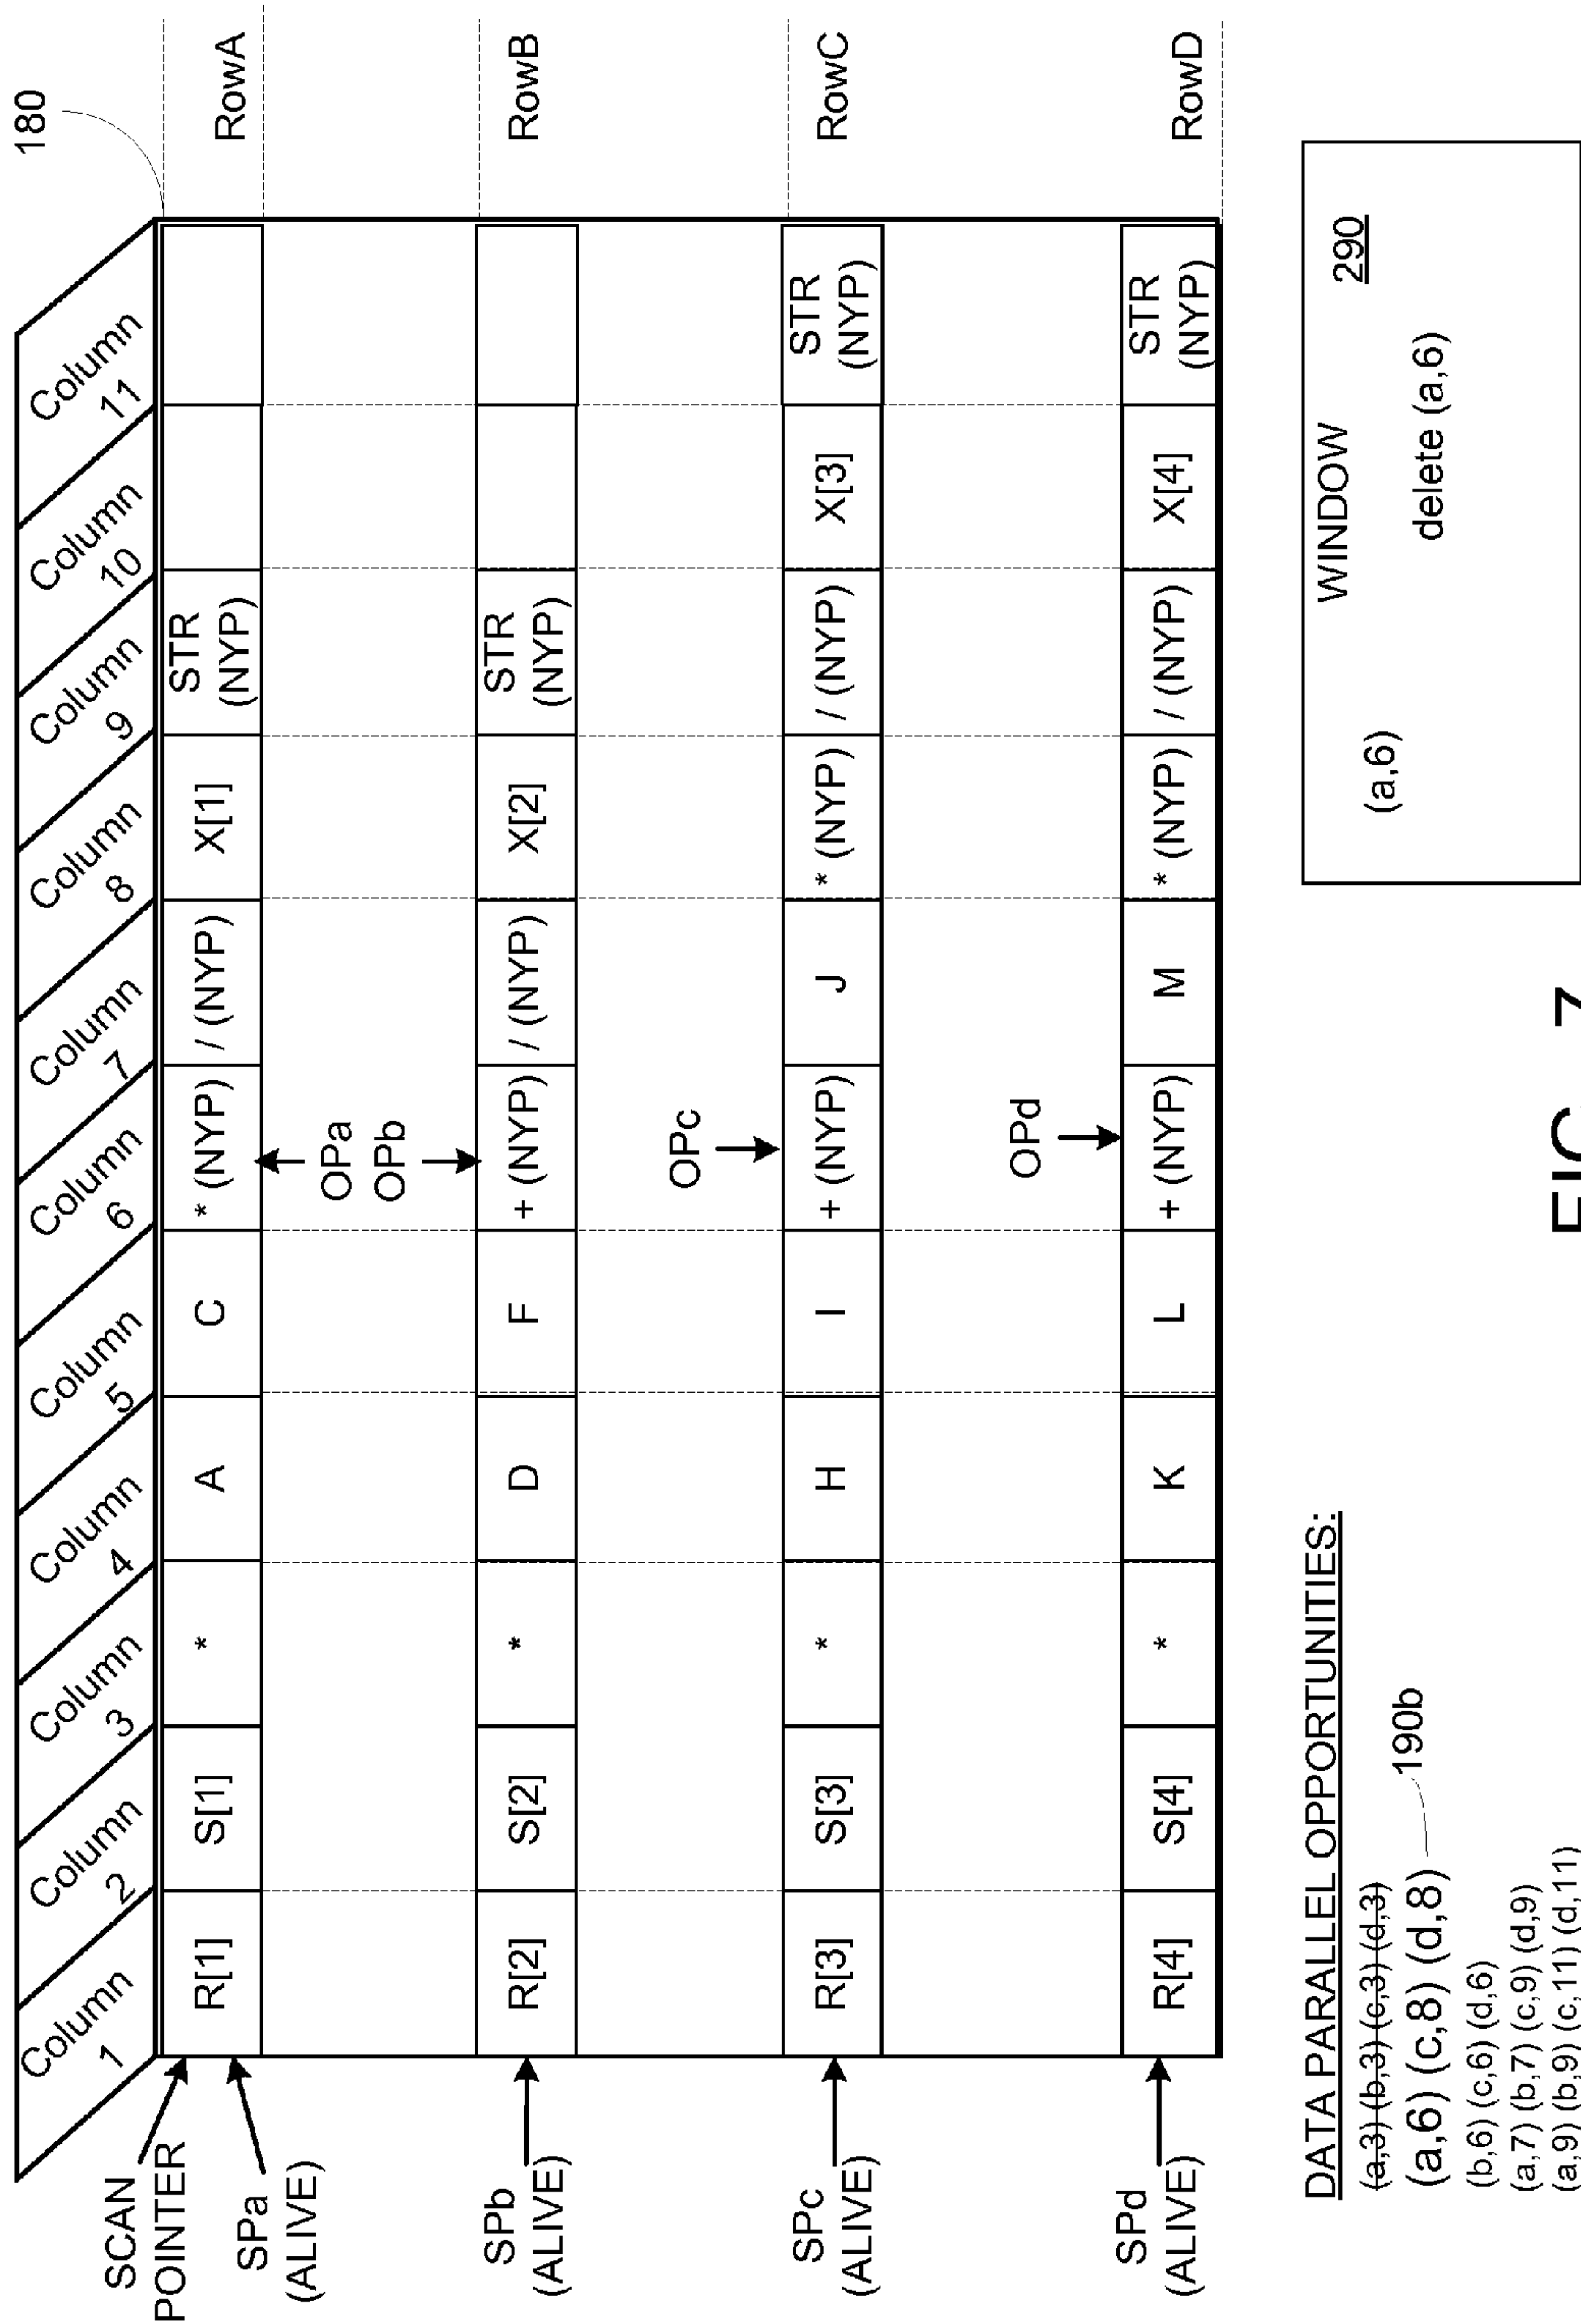 180
Column 1
Column 2
Column 3
Column 4
Column 5
Column 6
Column 7
Column 8
Column 9
Column 10
Column 11
SCAN
POINTER
SPa
(ALIVE)
R[1] S[1] * A C * (NYP) / (NYP) X[1] STR (NYP)
RowA
OPa
OPb
SPb
(ALIVE)
R[2] S[2] * D F + (NYP) / (NYP) X[2] STR (NYP)
RowB
OPc
SPc
(ALIVE)
R[3] S[3] * H I + (NYP) J * (NYP) / (NYP) X[3] STR (NYP)
RowC
OPd
SPd
(ALIVE)
R[4] S[4] * K L + (NYP) M * (NYP) / (NYP) X[4] STR (NYP)
RowD
DATA PARALLEL OPPORTUNITIES:
(a,3) (b,3) (c,3) (d,3)
(a,6) (c,8) (d,8) 190b
(b,6) (c,6) (d,6)
(a,7) (b,7) (c,9) (d,9)
(a,9) (b,9) (c,11) (d,11)
WINDOW 290
(a,6)
delete (a,6)
FIG. 7